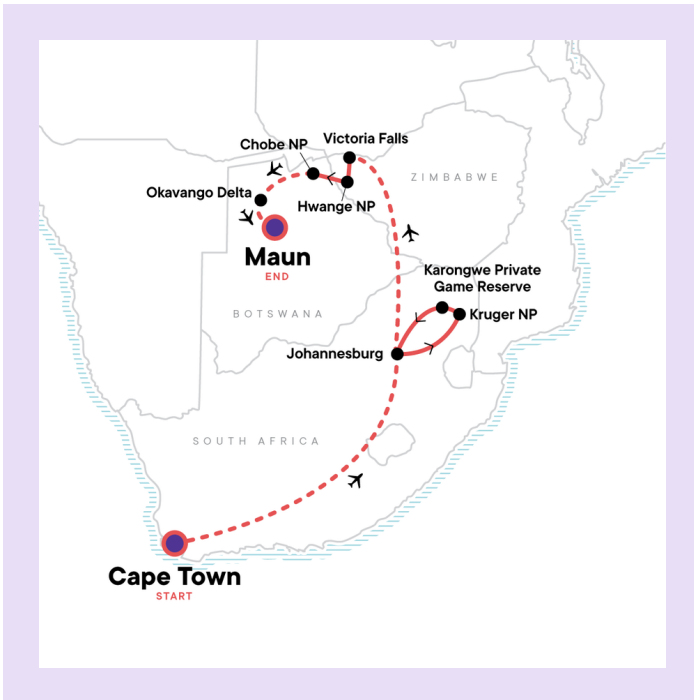 Victoria Falls
Chobe NP
ZIMBABWE
Okavango Delta
Hwange NP
Maun
END
Karongwe Private
Game Reserve
BOTSWANA
Kruger NP
Johannesburg
SOUTH AFRICA
Cape Town
START